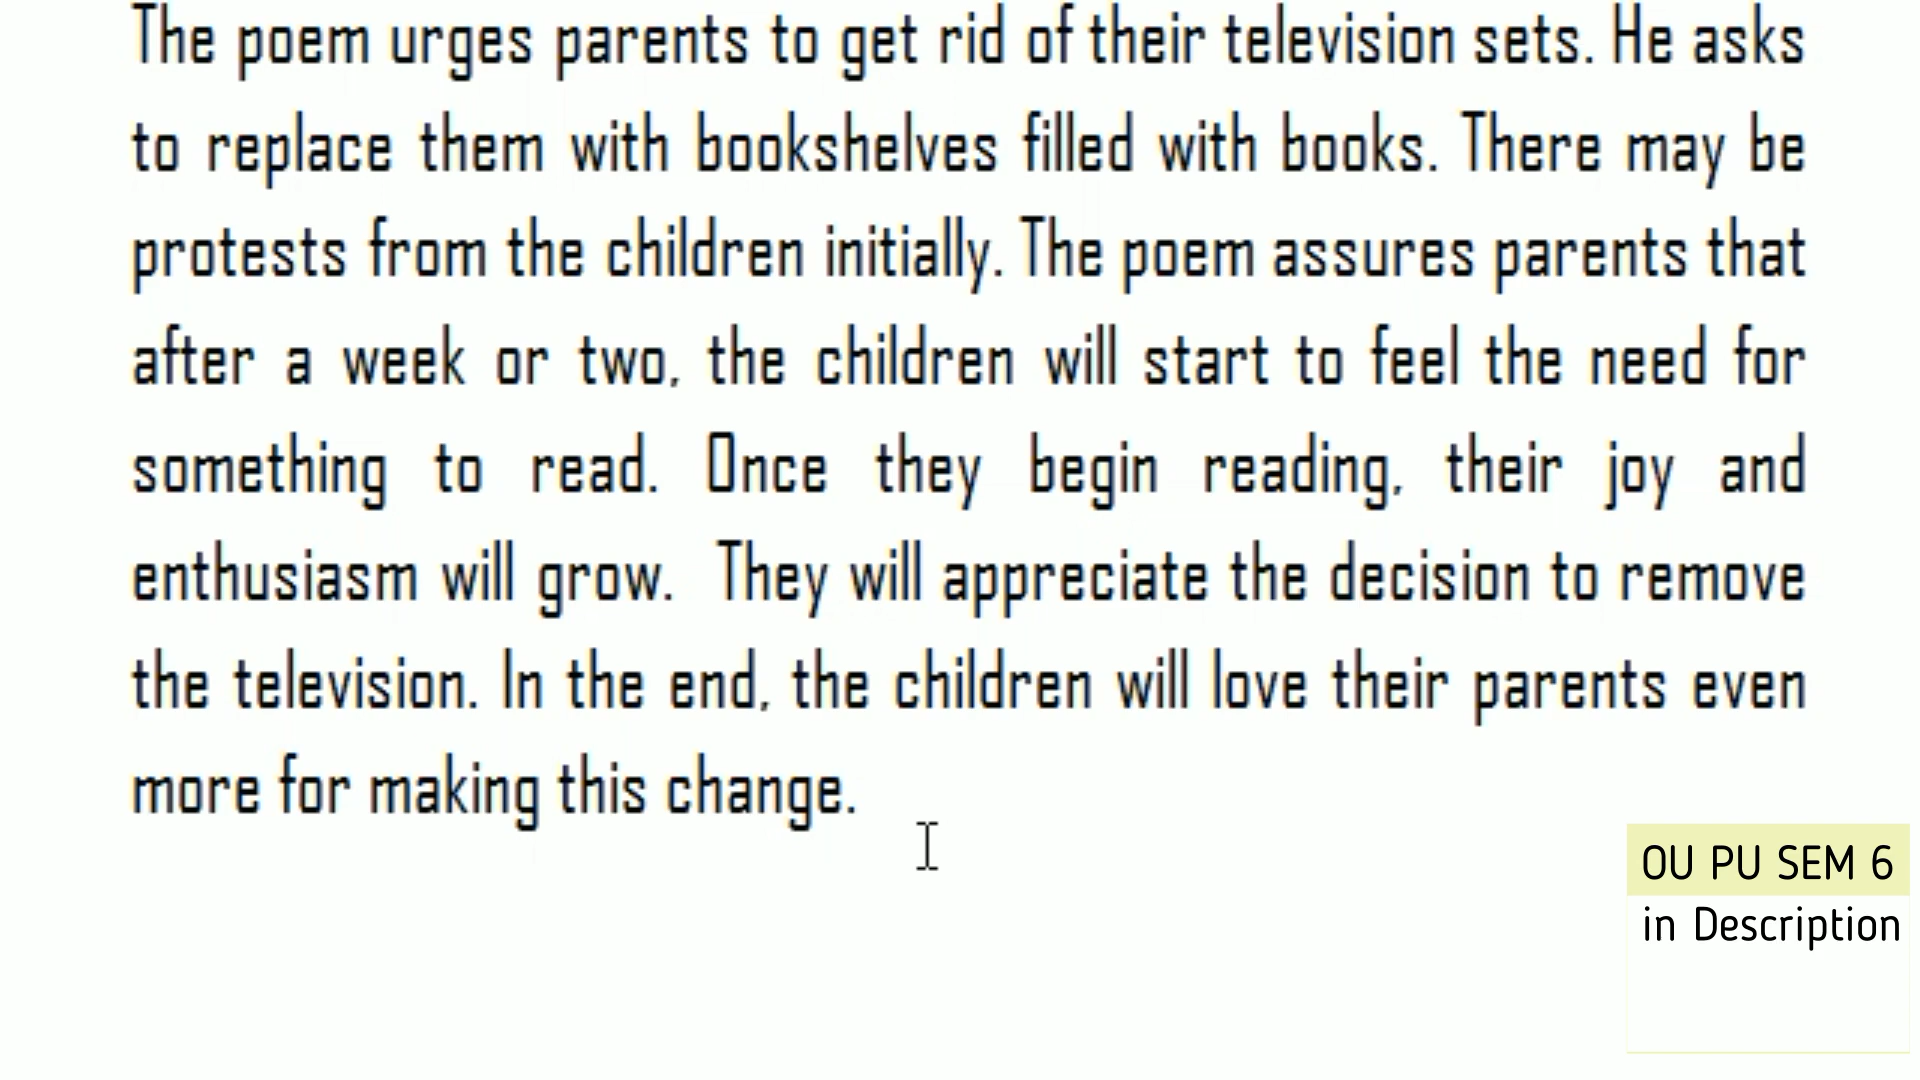 The poem urges parents to get rid of their television sets. He asks
to replace them with bookshelves filled with books. There may be
protests from the children initially. The poem assures parents that
after a week or two, the children will start to feel the need for
something to read. Once they begin reading, their joy and
enthusiasm will grow. They will appreciate the decision to remove
the television. In the end, the children will love their parents even
more for making this change.
OU PU SEM 6
in Description